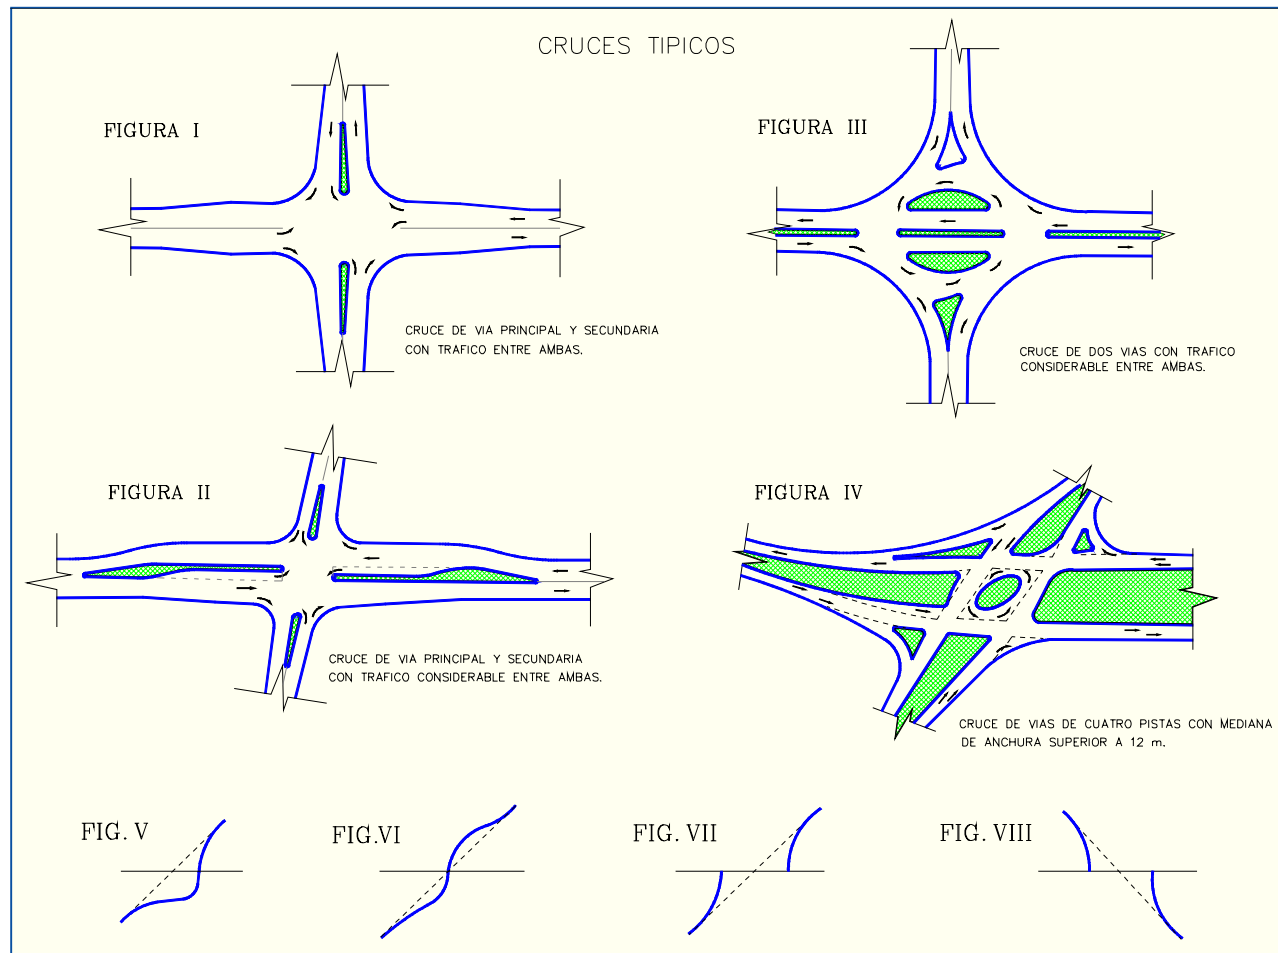 CRUCES TIPICOS
FIGURA I
CRUCE DE VIA PRINCIPAL Y SECUNDARIA
CON TRAFICO ENTRE AMBAS.
FIGURA III
CRUCE DE DOS VIAS CON TRAFICO
CONSIDERABLE ENTRE AMBAS.
FIGURA II
CRUCE DE VIA PRINCIPAL Y SECUNDARIA
CON TRAFICO CONSIDERABLE ENTRE AMBAS.
FIGURA IV
CRUCE DE VIAS DE CUATRO PISTAS CON MEDIANA
DE ANCHURA SUPERIOR A 12 m.
FIG. V
FIG.VI
FIG. VII
FIG. VIII